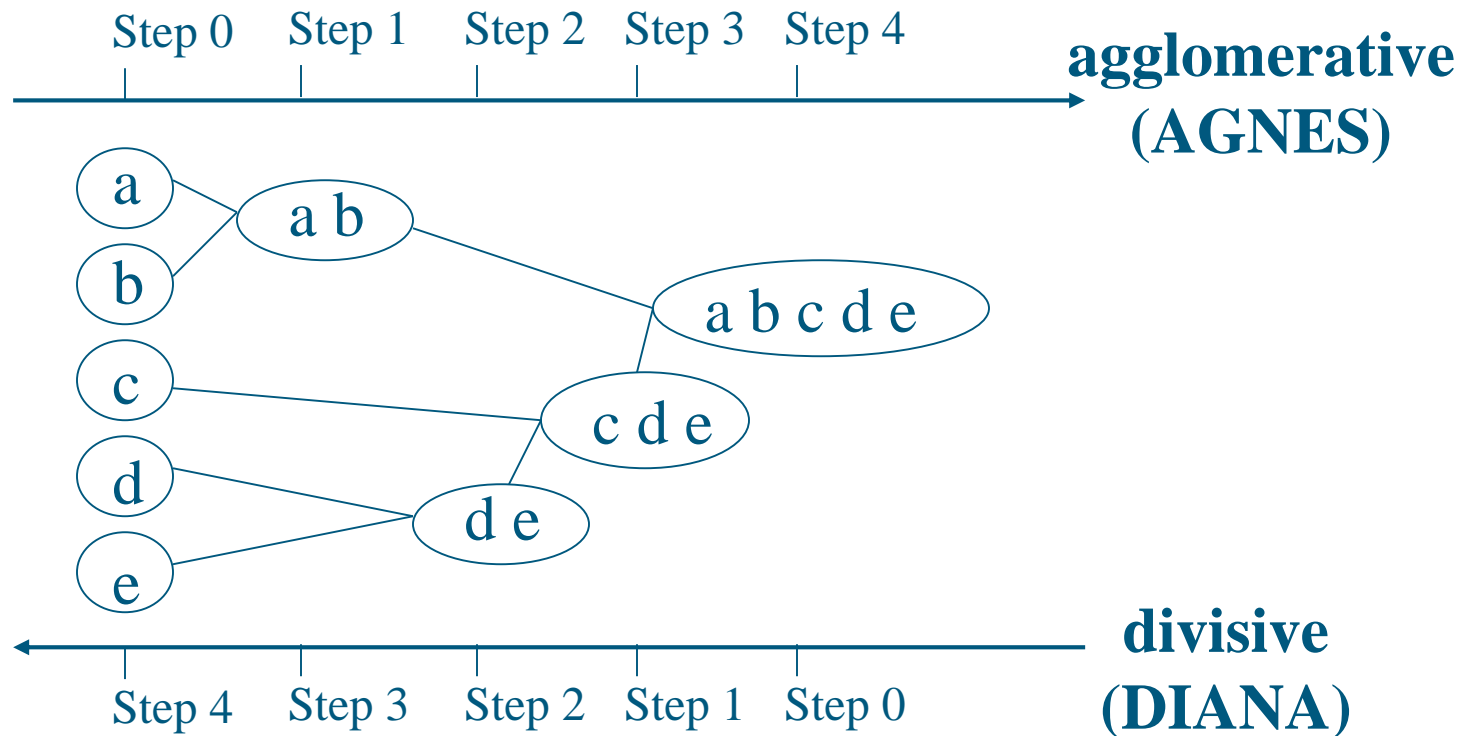 Step 0 Step 1 Step 2 Step 3 Step 4
agglomerative
(AGNES)
a
a b
b
a b c d e
c
c d e
d
d e
e
divisive
(DIANA)
Step 4 Step 3 Step 2 Step 1 Step 0